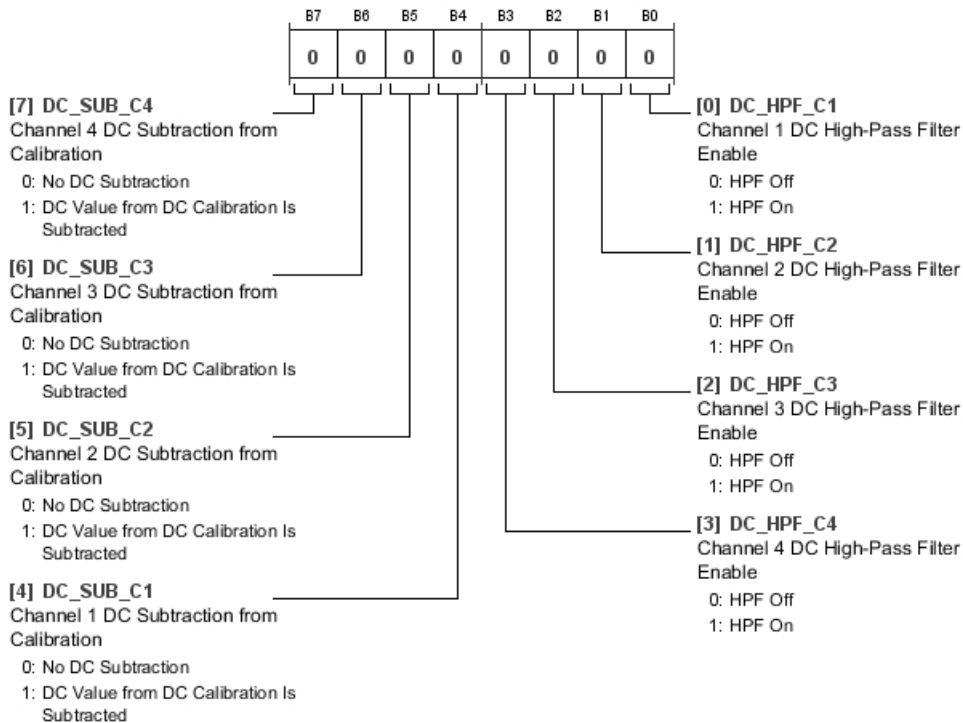 B7 B6 B5 B4 B3 B2 B1 B0
0 0 0 0 0 0 0 0
[7] DC_SUB_C4
Channel 4 DC Subtraction from
Calibration
0: No DC Subtraction
1: DC Value from DC Calibration Is
Subtracted
[6] DC_SUB_C3
Channel 3 DC Subtraction from
Calibration
0: No DC Subtraction
1: DC Value from DC Calibration Is
Subtracted
[5] DC_SUB_C2
Channel 2 DC Subtraction from
Calibration
0: No DC Subtraction
1: DC Value from DC Calibration Is
Subtracted
[4] DC_SUB_C1
Channel 1 DC Subtraction from
Calibration
0: No DC Subtraction
1: DC Value from DC Calibration Is
Subtracted
[0] DC_HPF_C1
Channel 1 DC High-Pass Filter
Enable
0: HPF Off
1: HPF On
[1] DC_HPF_C2
Channel 2 DC High-Pass Filter
Enable
0: HPF Off
1: HPF On
[2] DC_HPF_C3
Channel 3 DC High-Pass Filter
Enable
0: HPF Off
1: HPF On
[3] DC_HPF_C4
Channel 4 DC High-Pass Filter
Enable
0: HPF Off
1: HPF On